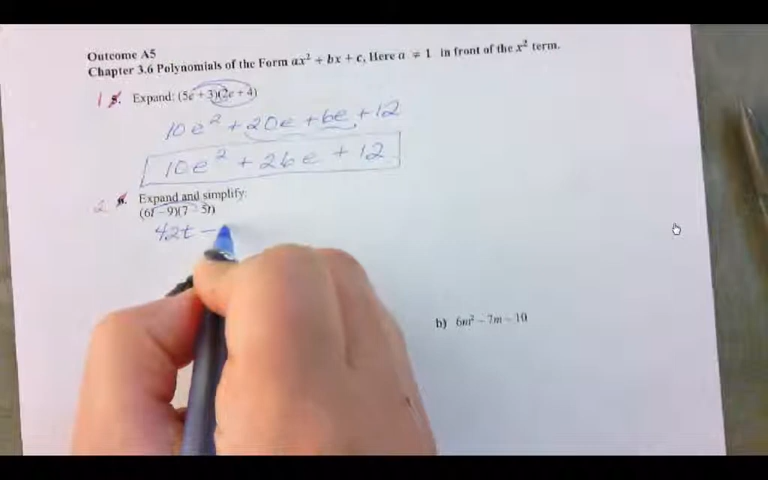 Outcome A5
Chapter 3.6 Polynomials of the Form ax² + bx + c, Here a ≠ 1 in front of the x² term.
1 Expand: (5e + 3)(2e + 4)
10e² + 20e + 6e + 12
10e² + 26e + 12
2 Expand and simplify:
(6t − 9)(7 − 5t)
42t −
b) 6m² − 7m − 10